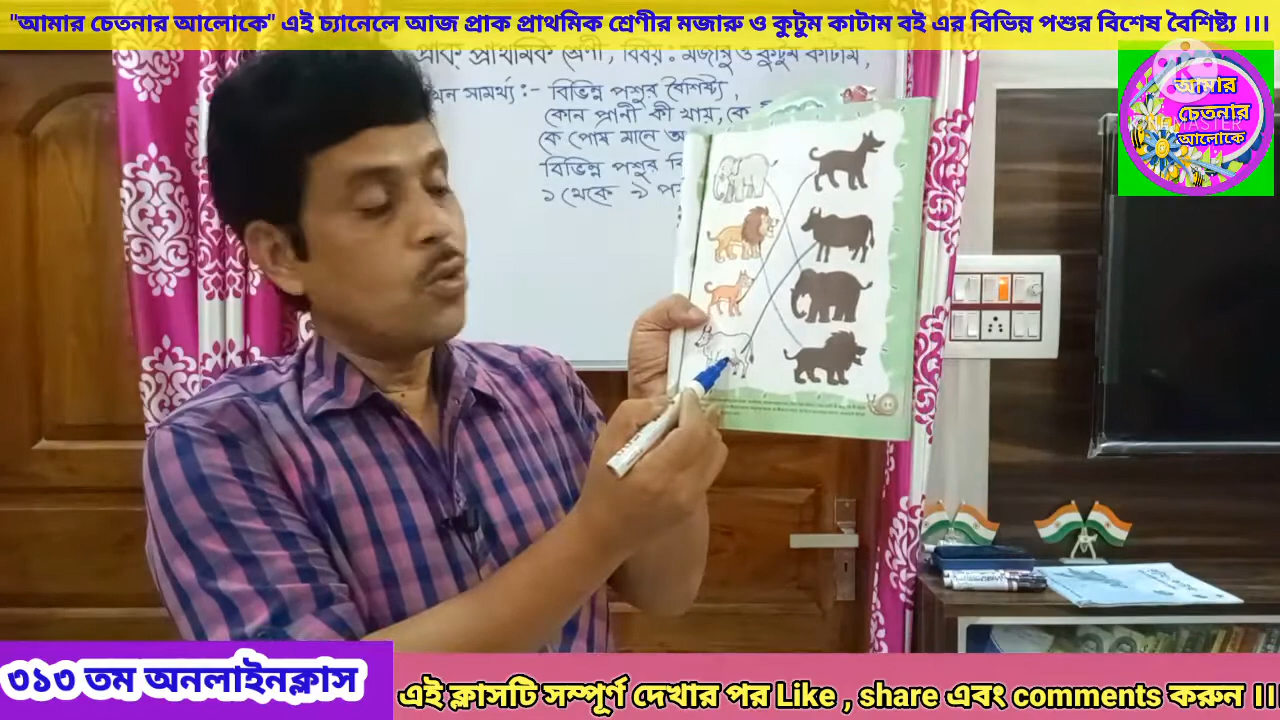 "আমার চেতনার আলোকে" এই চ্যানেলে আজ প্রাক প্রাথমিক শ্রেণীর মজারু ও কুটুম কাটাম বই এর বিভিন্ন পশুর বিশেষ বৈশিষ্ট্য ।।।
প্রাক প্রাথমিক শ্রেণী, বিষয় : মজারু ও কুটুম কাটাম,
সামর্থ্য :- বিভিন্ন পশুর বৈশিষ্ট্য,
কোন প্রাণী কী খায়, কে
কে পোষ মানে
বিভিন্ন পশুর
১ থেকে ৯
আমার
চেতনার
আলোকে
৩১৩ তম অনলাইনক্লাস
এই ক্লাসটি সম্পূর্ণ দেখার পর Like , share এবং comments করুন ।।